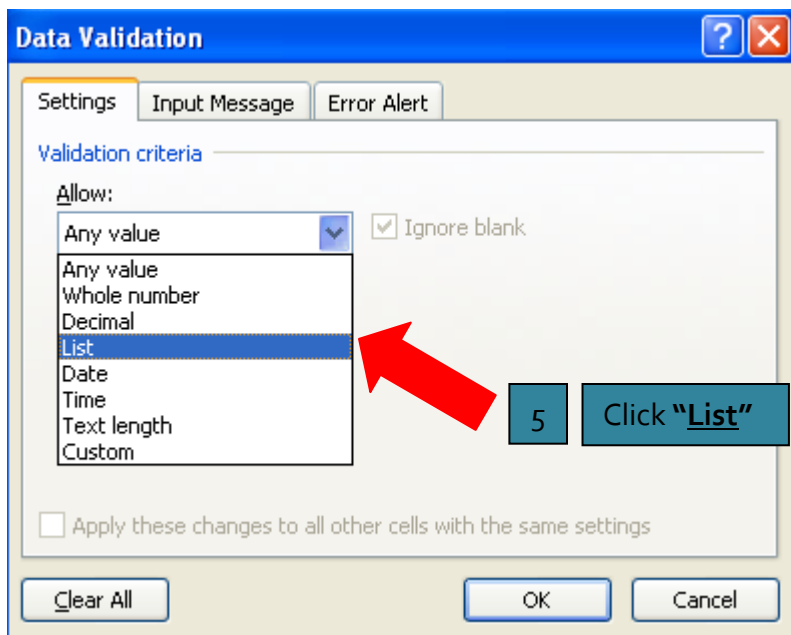 Data Validation
?
Settings
Input Message
Error Alert
Validation criteria
Allow:
Any value
Ignore blank
Any value
Whole number
Decimal
List
Date
Time
Text length
Custom
5
Click “List”
Apply these changes to all other cells with the same settings
Clear All
OK
Cancel